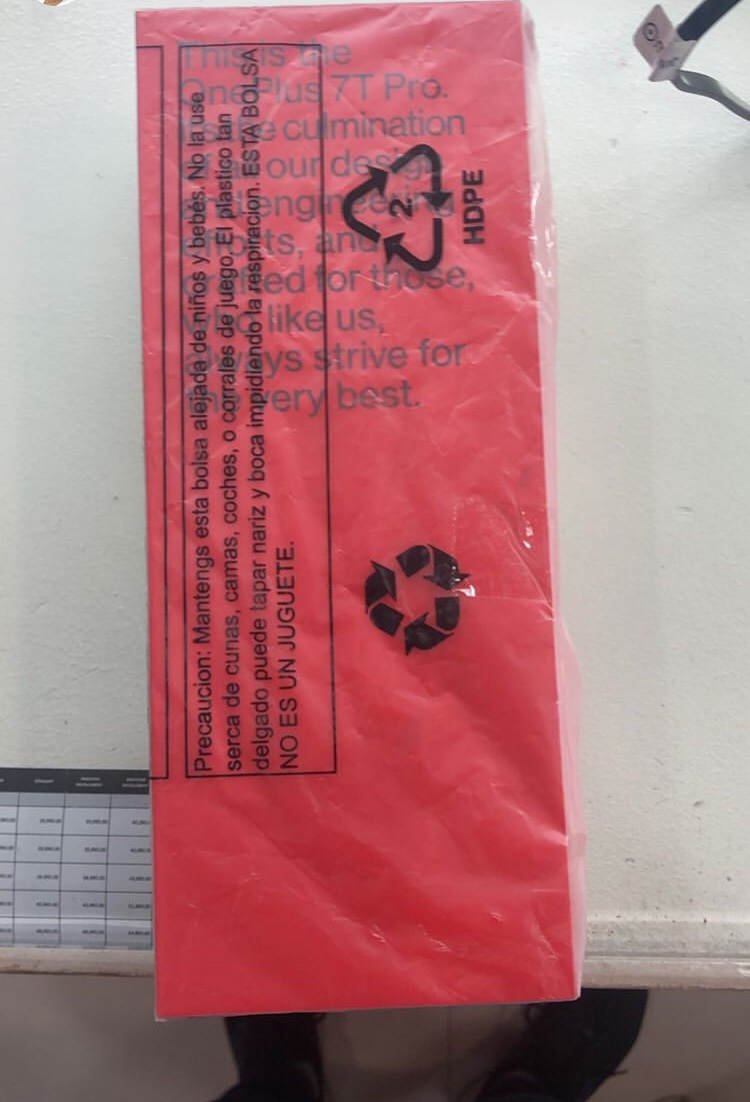 This is the
OnePlus 7T Pro.
It's the culmination
of all our design
and engineering
efforts, and
crafted for those,
who like us,
always strive for
the very best.
Precaucion: Mantengs esta bolsa alejada de niños y bebés. No la use
serca de cunas, camas, coches, o corrales de juego. El plastico tan
delgado puede tapar nariz y boca impidiendo la respiracion. ESTA BOLSA
NO ES UN JUGUETE.
2
HDPE